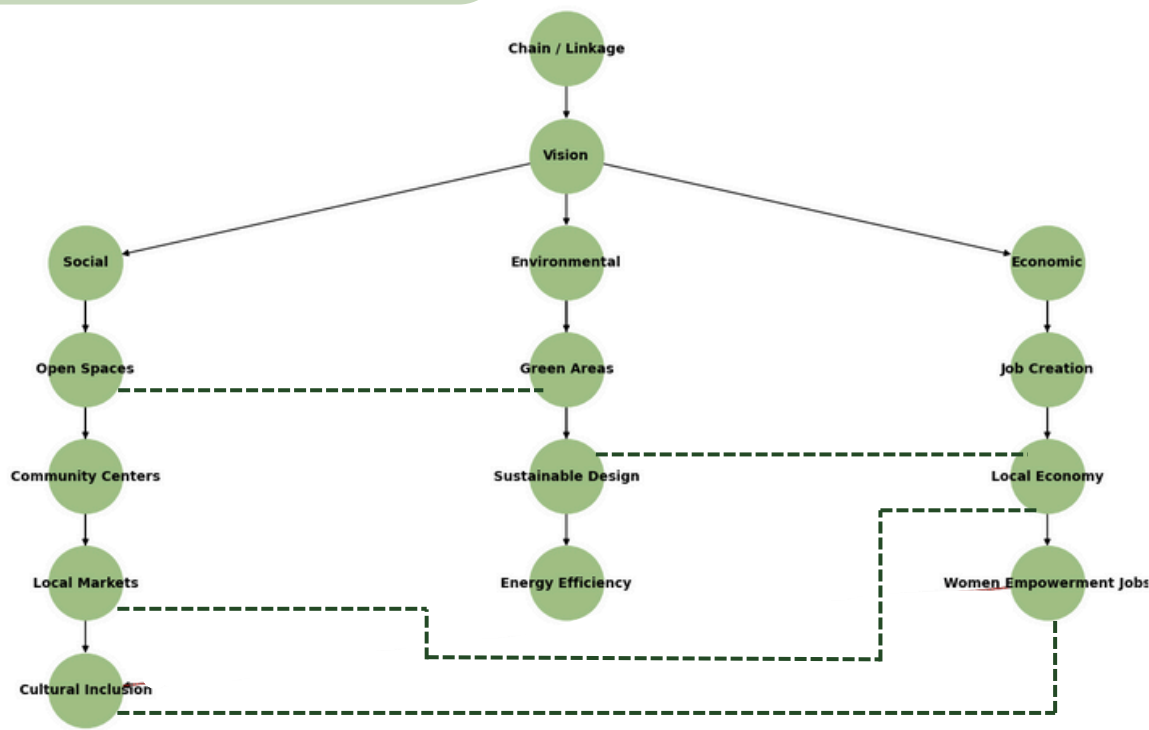 Chain / Linkage
Vision
Social
Environmental
Economic
Open Spaces
Green Areas
Job Creation
Community Centers
Sustainable Design
Local Economy
Local Markets
Energy Efficiency
Women Empowerment Jobs
Cultural Inclusion